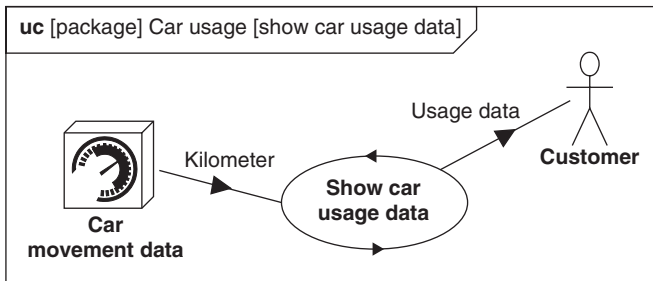 uc [package] Car usage [show car usage data]
Usage data
Customer
Kilometer
Show car
usage data
Car
movement data